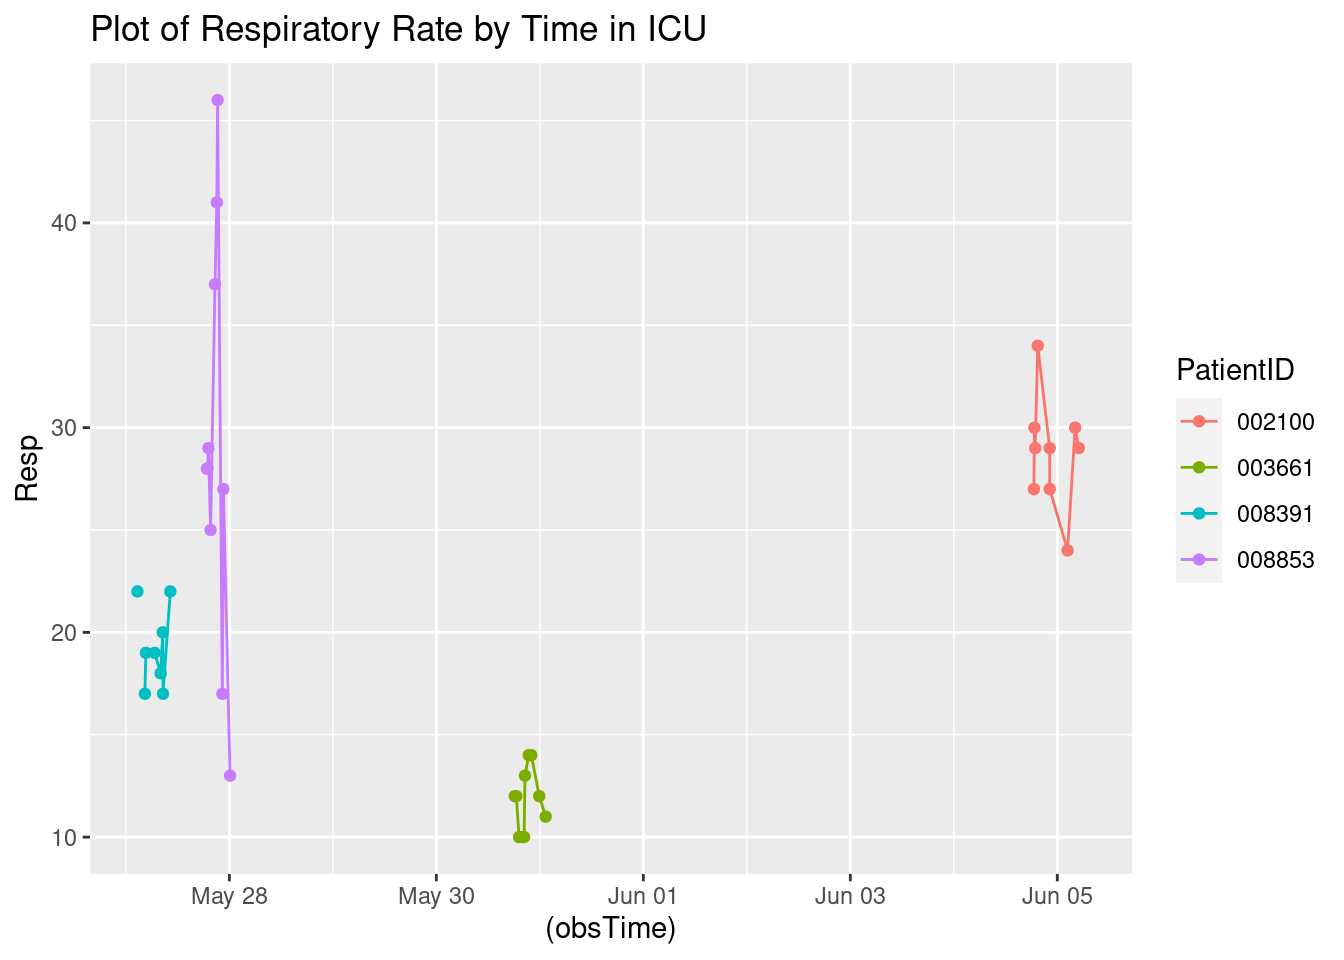 Plot of Respiratory Rate by Time in ICU
Resp
40
30
20
10
May 28
May 30
Jun 01
Jun 03
Jun 05
(obsTime)
PatientID
002100
003661
008391
008853